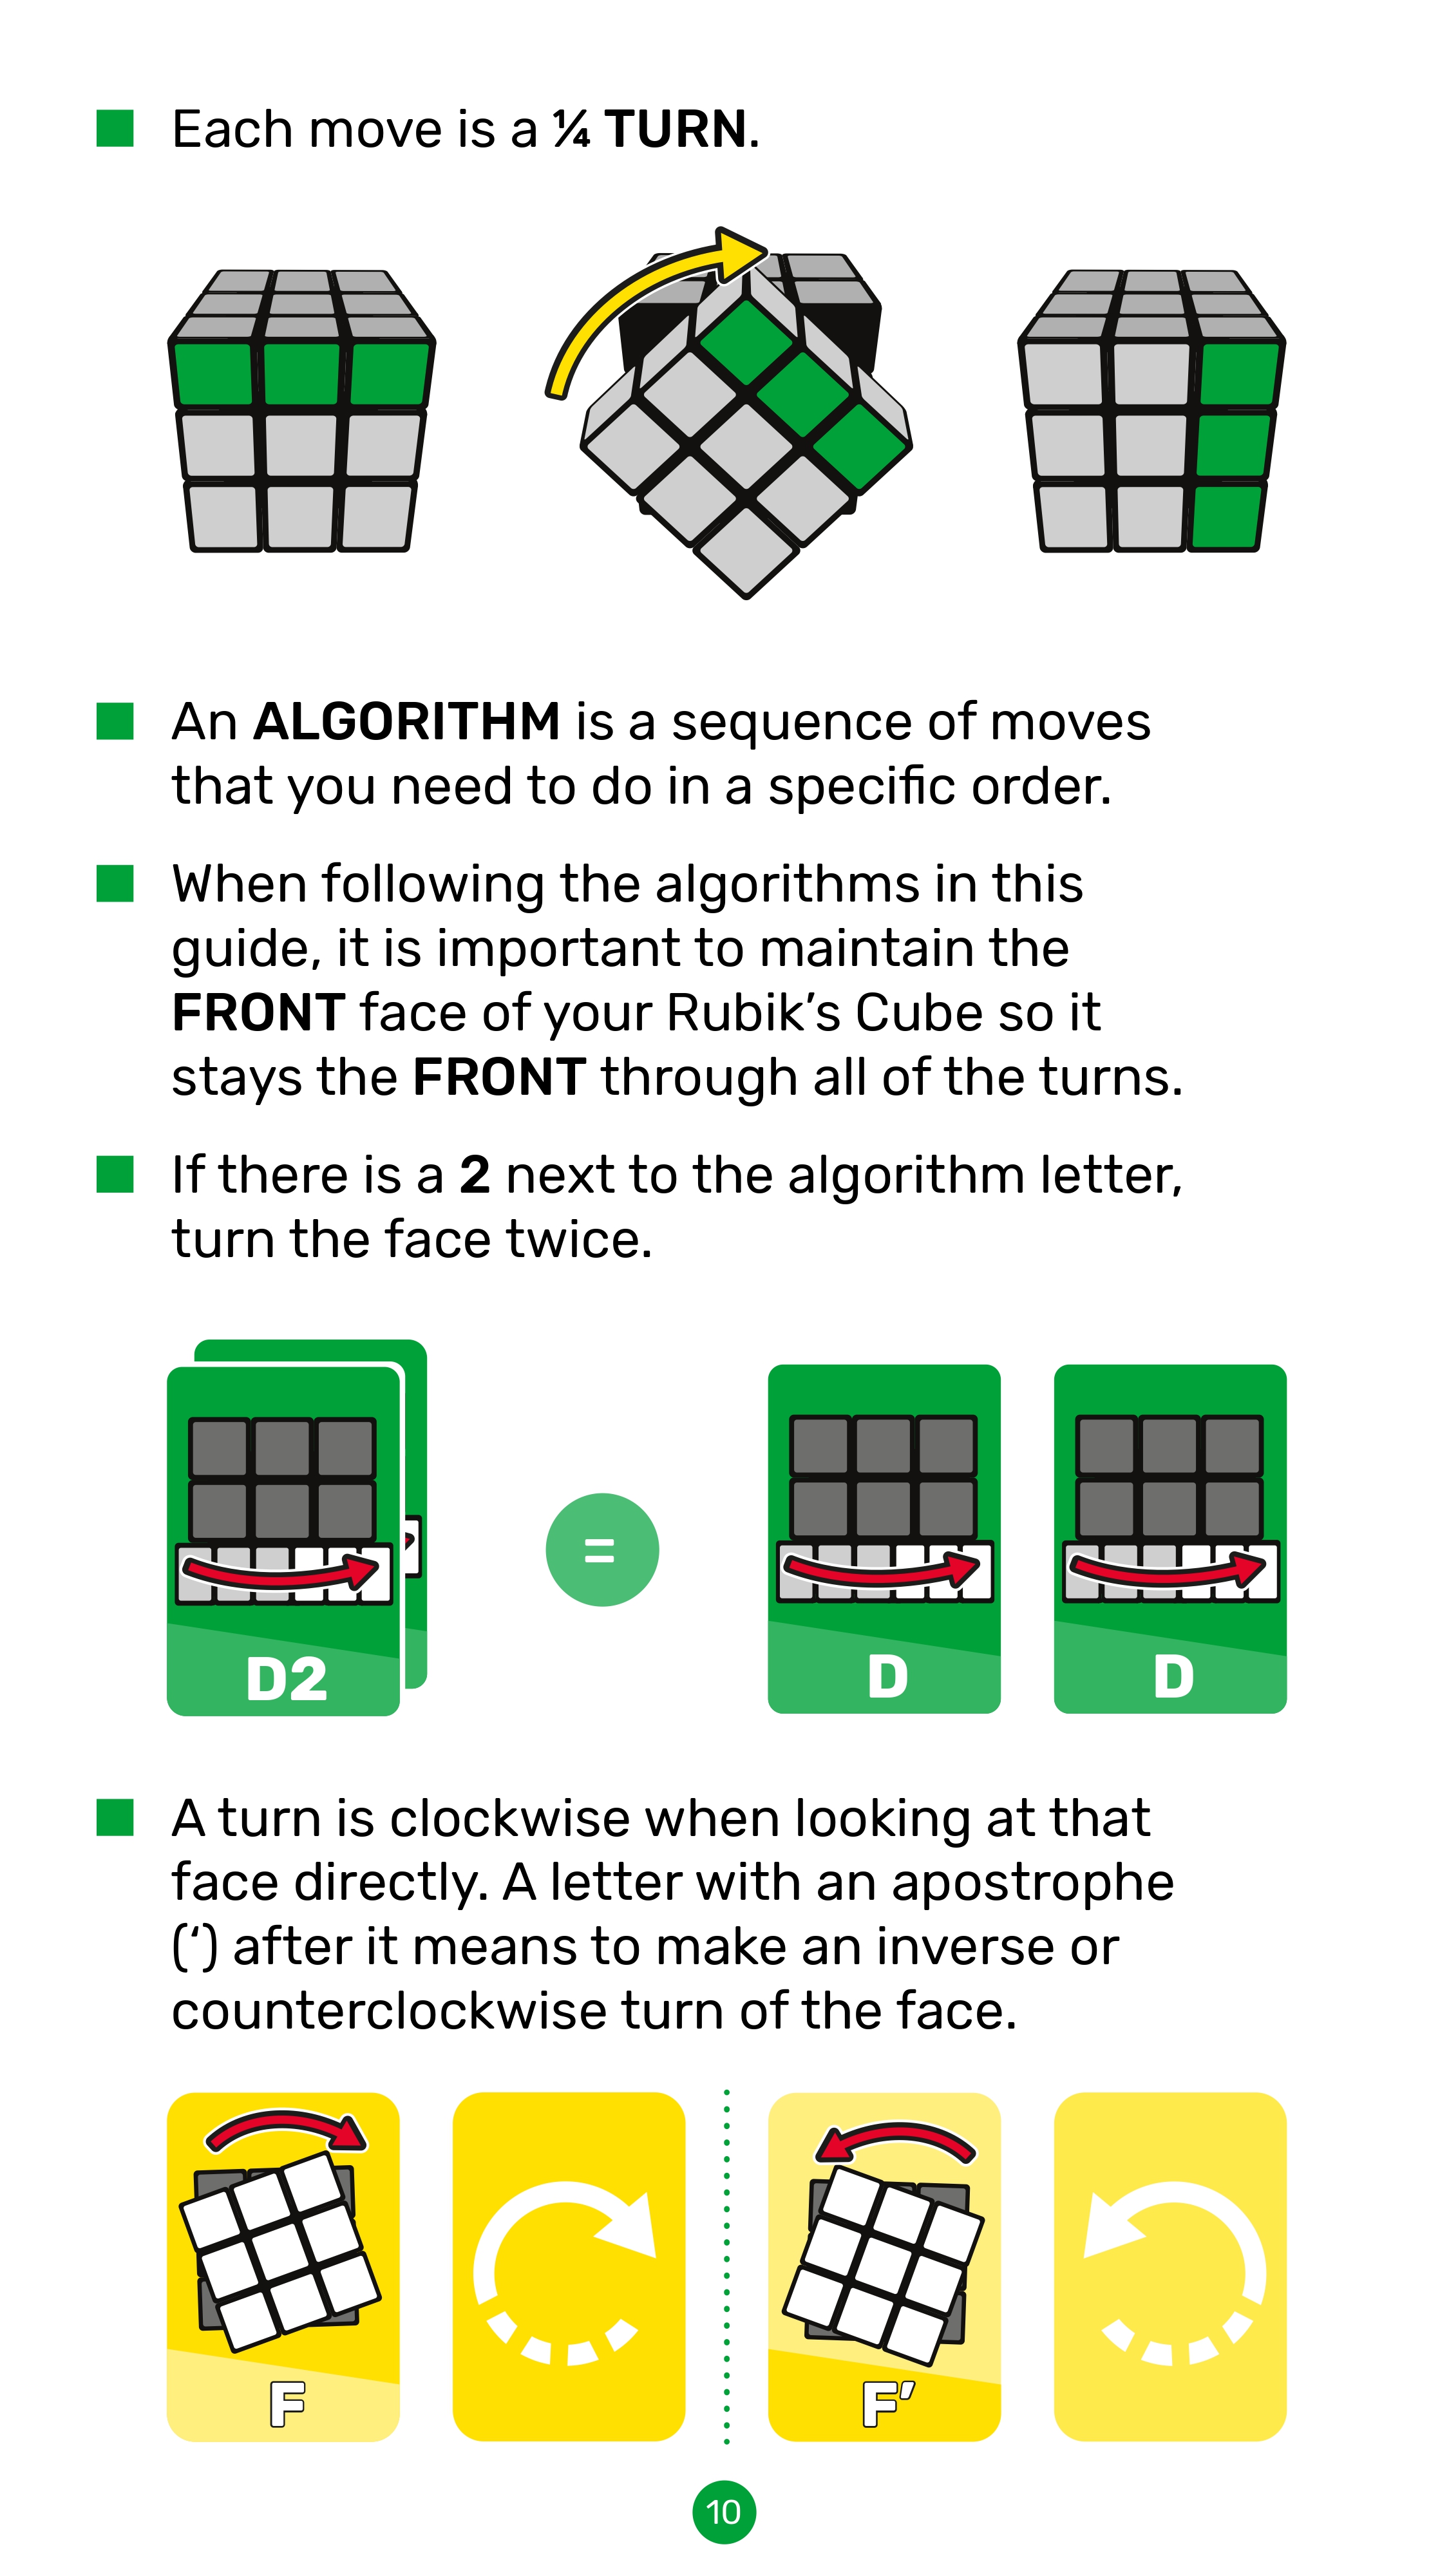 Each move is a ¼ TURN.
An ALGORITHM is a sequence of moves
that you need to do in a specific order.
When following the algorithms in this
guide, it is important to maintain the
FRONT face of your Rubik’s Cube so it
stays the FRONT through all of the turns.
If there is a 2 next to the algorithm letter,
turn the face twice.
=
D2
D
D
A turn is clockwise when looking at that
face directly. A letter with an apostrophe
(‘) after it means to make an inverse or
counterclockwise turn of the face.
F
F’
10